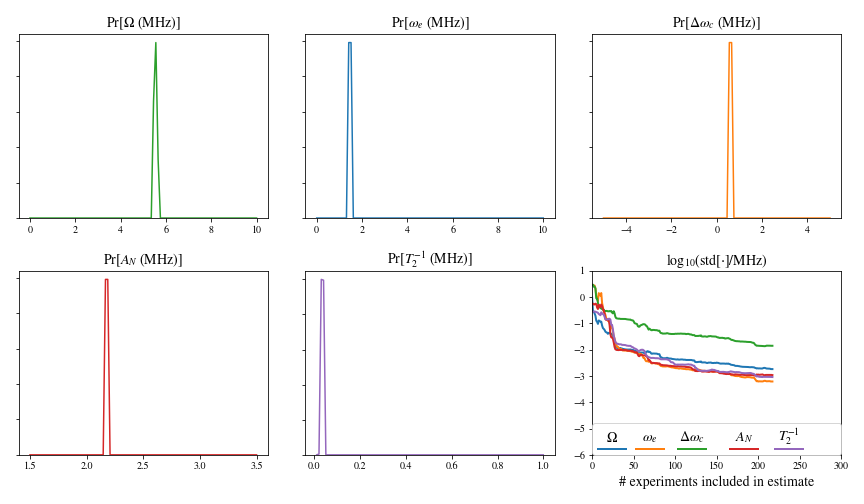 Pr[Ω (MHz)]
Pr[ωe (MHz)]
Pr[Δωc (MHz)]
0 2 4 6 8 10
0 2 4 6 8 10
−4 −2 0 2 4
Pr[AN (MHz)]
Pr[T2^−1 (MHz)]
log10(std[·]/MHz)
1.5 2.0 2.5 3.0 3.5
0.0 0.2 0.4 0.6 0.8 1.0
1
0
−1
−2
−3
−4
−5
−6
Ω ωe Δωc AN T2^−1
0 50 100 150 200 250 300
# experiments included in estimate